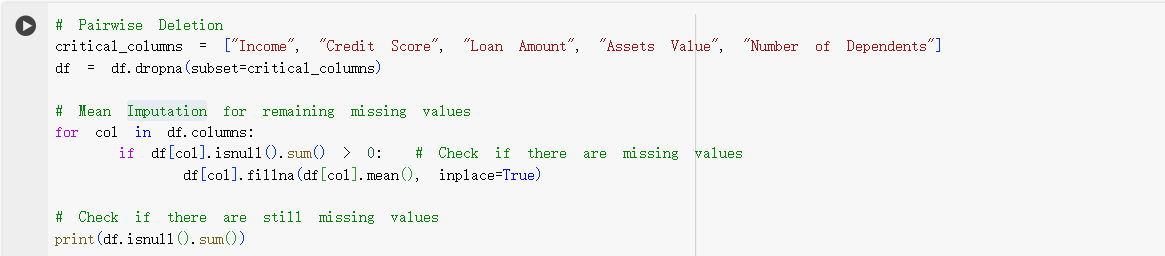 # Pairwise Deletion
critical_columns = ["Income", "Credit Score", "Loan Amount", "Assets Value", "Number of Dependents"]
df = df.dropna(subset=critical_columns)
# Mean Imputation for remaining missing values
for col in df.columns:
if df[col].isnull().sum() > 0: # Check if there are missing values
df[col].fillna(df[col].mean(), inplace=True)
# Check if there are still missing values
print(df.isnull().sum())